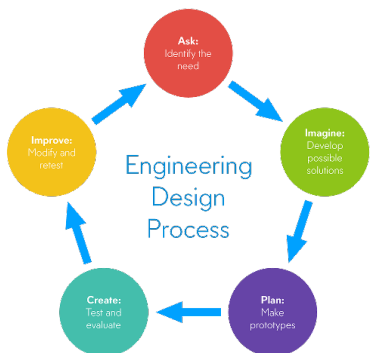 Ask:
Identify the
need
Imagine:
Develop
possible
solutions
Plan:
Make
prototypes
Create:
Test and
evaluate
Improve:
Modify and
retest
Engineering
Design
Process